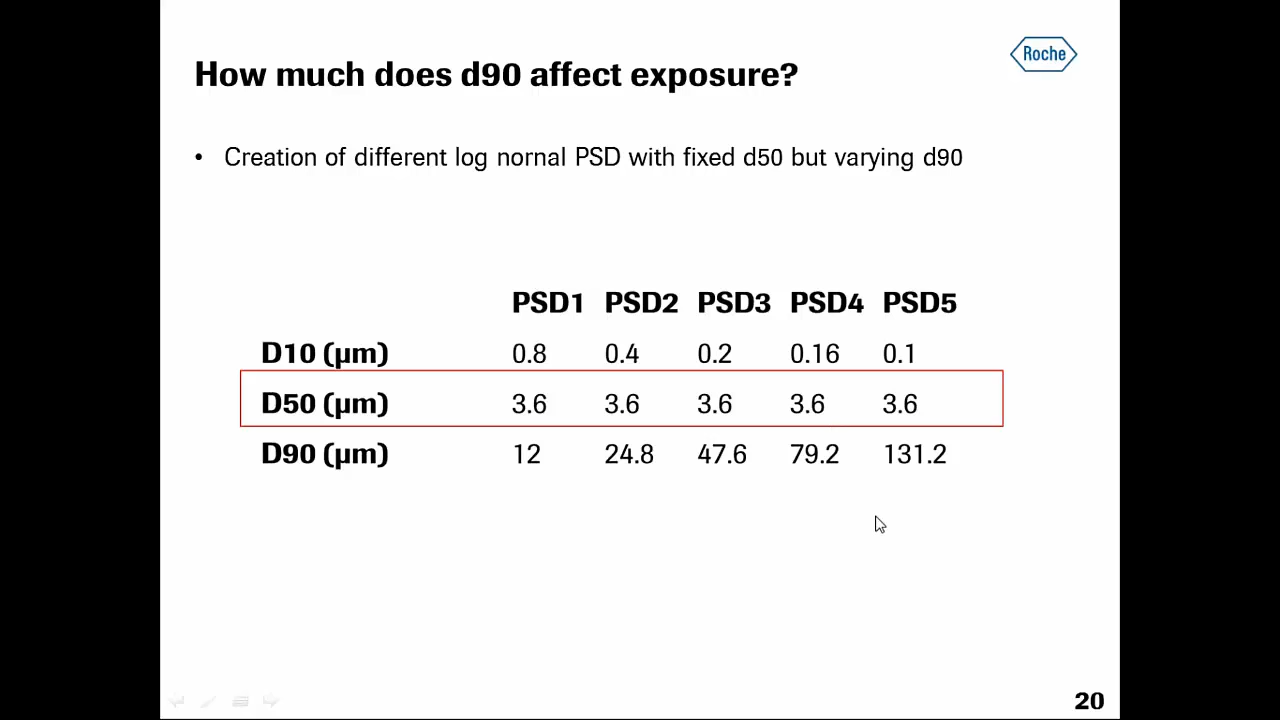 Roche
How much does d90 affect exposure?
• Creation of different log nornal PSD with fixed d50 but varying d90
PSD1 PSD2 PSD3 PSD4 PSD5
D10 (µm) 0.8 0.4 0.2 0.16 0.1
D50 (µm) 3.6 3.6 3.6 3.6 3.6
D90 (µm) 12 24.8 47.6 79.2 131.2
20